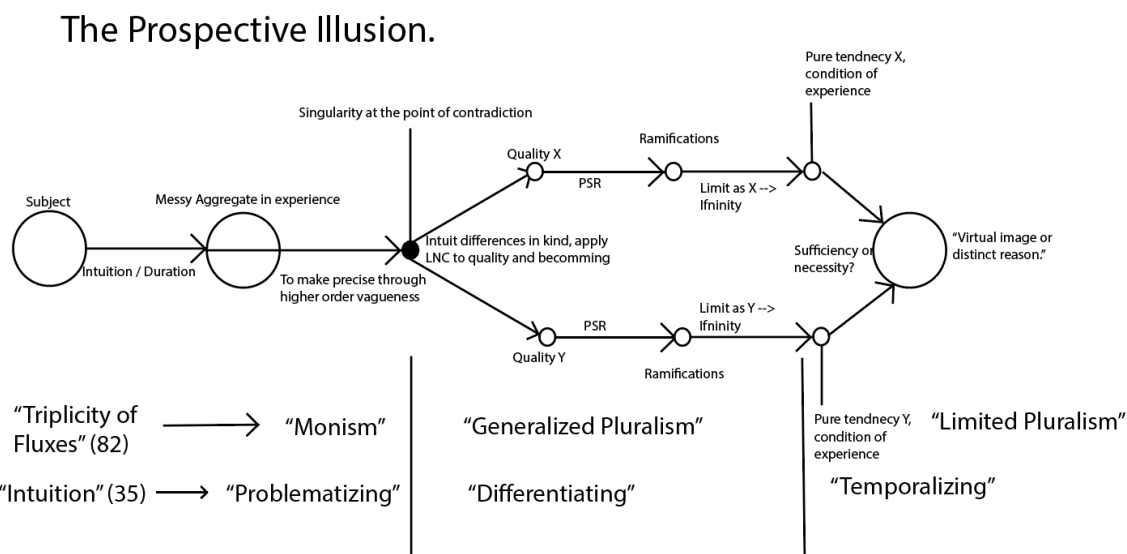 The Prospective Illusion.
Pure tendnecy X,
condition of
experience
Singularity at the point of contradiction
Ramifications
Quality X
PSR
Limit as X -->
Ifninity
Subject
Messy Aggregate in experience
Intuition / Duration
To make precise through
higher order vagueness
Intuit differences in kind, apply
LNC to quality and becomming
Sufficiency or
necessity?
"Virtual image or
distinct reason."
Limit as Y -->
Ifninity
PSR
Quality Y
Ramifications
Pure tendnecy Y,
condition of
experience
“Triplicity of
Fluxes” (82)
“Monism”
“Generalized Pluralism”
“Limited Pluralism”
“Intuition” (35)
“Problematizing”
“Differentiating”
“Temporalizing”